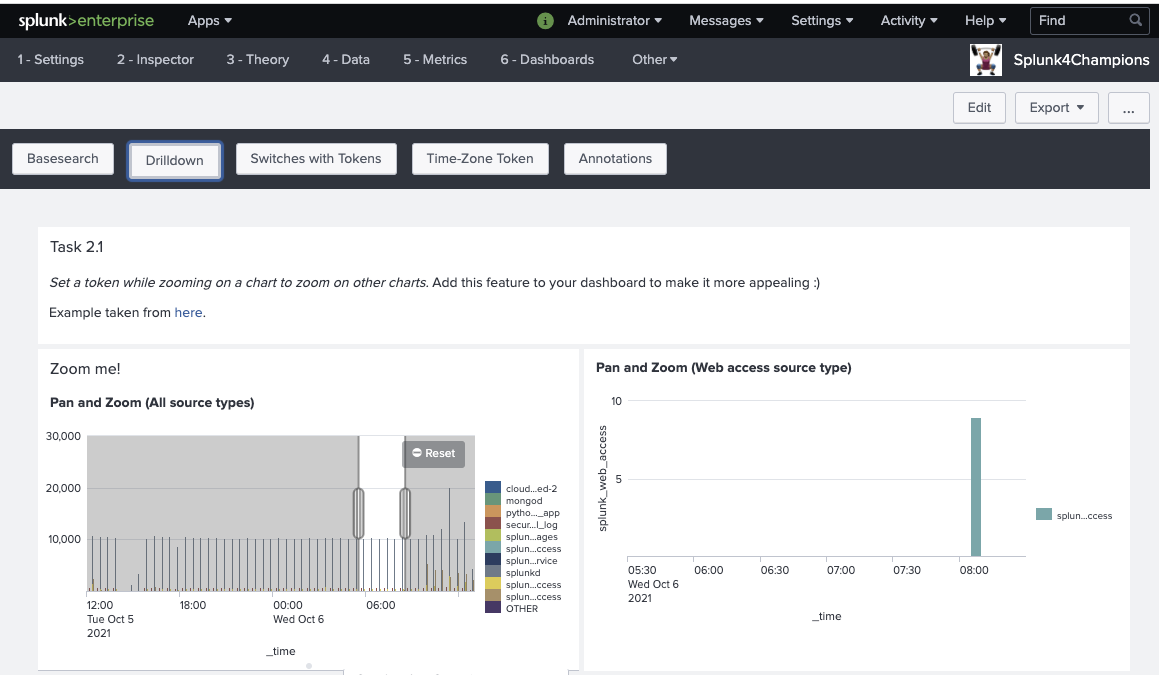 splunk>enterprise Apps i Administrator Messages Settings Activity Help Find
1 - Settings 2 - Inspector 3 - Theory 4 - Data 5 - Metrics 6 - Dashboards Other Splunk4Champions
Edit Export ...
Basesearch Drilldown Switches with Tokens Time-Zone Token Annotations
Task 2.1
Set a token while zooming on a chart to zoom on other charts. Add this feature to your dashboard to make it more appealing :)
Example taken from here.
Zoom me!
Pan and Zoom (All source types)
30,000
20,000
10,000
Reset
12:00 18:00 00:00 06:00
Tue Oct 5 Wed Oct 6
2021
_time
cloud...ed-2
mongod
pytho..._app
secur...l_log
splun...ages
splun...ccess
splun...rvice
splunkd
splun...ccess
splun...ccess
OTHER
Pan and Zoom (Web access source type)
10
5
splunk_web_access
05:30 06:00 06:30 07:00 07:30 08:00
Wed Oct 6
2021
_time
splun...ccess